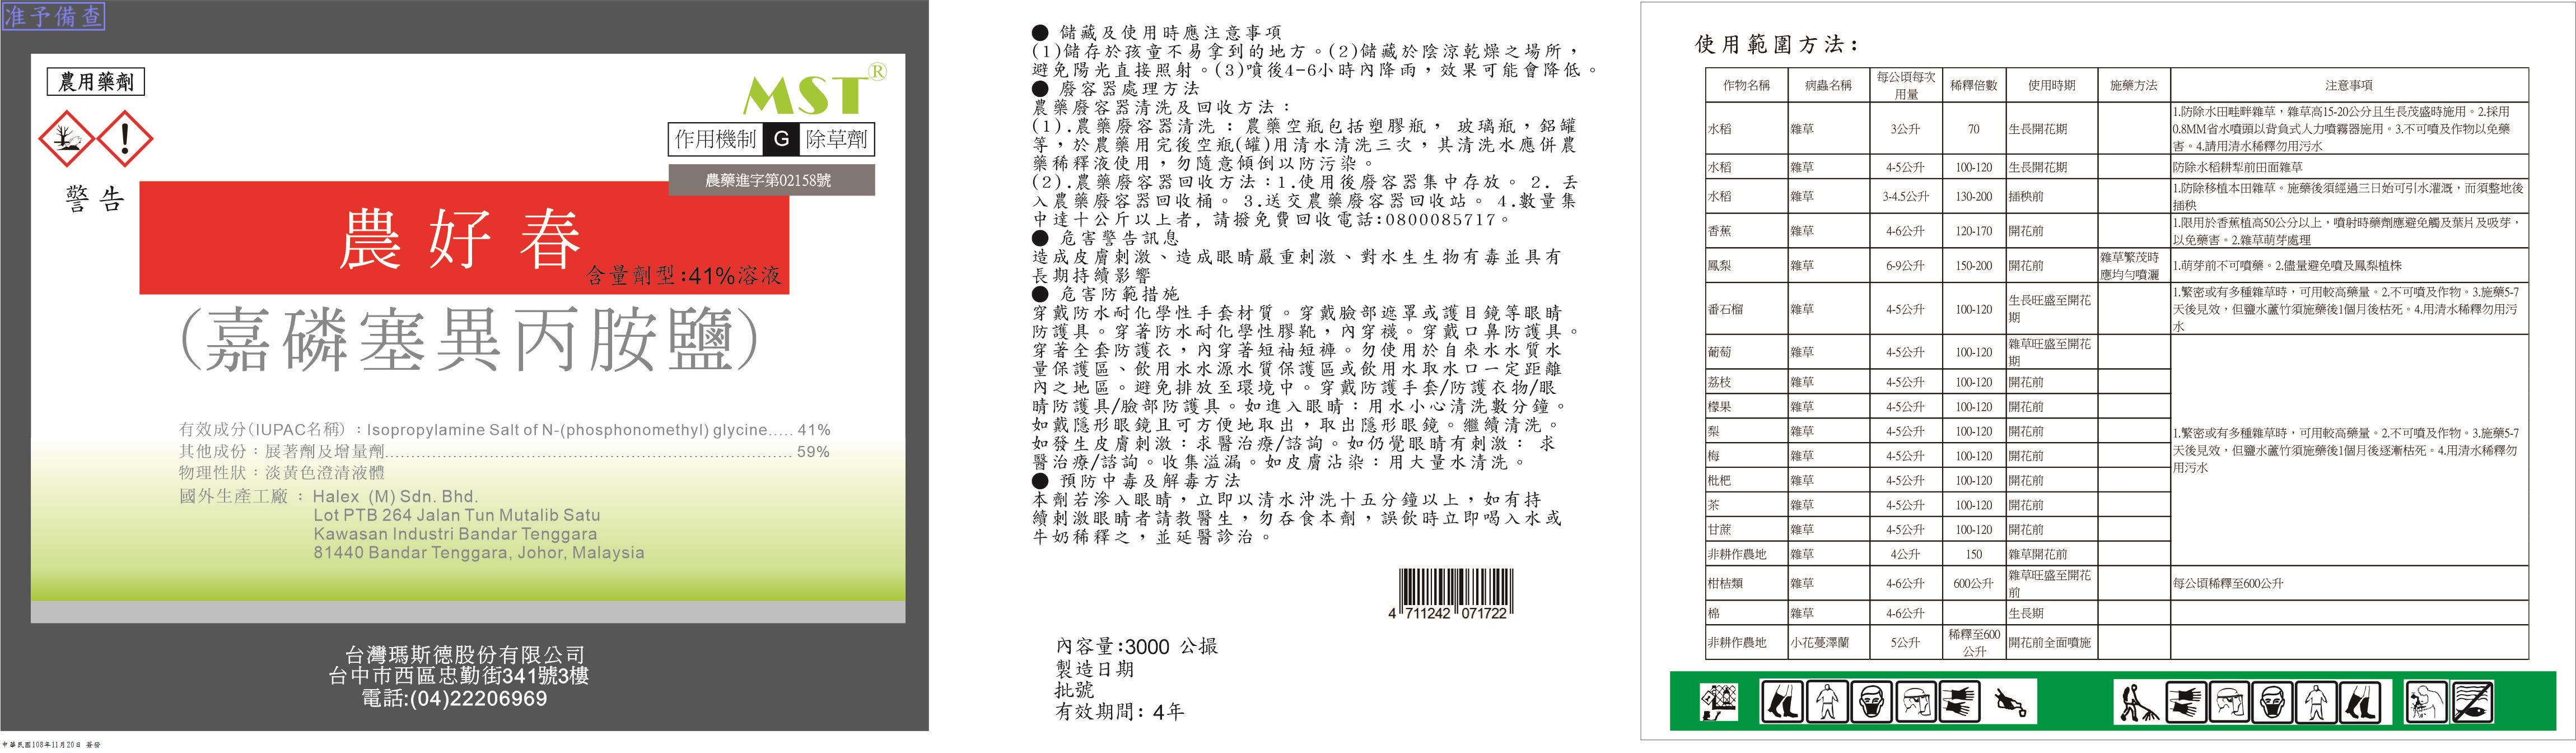 准予備查
農用藥劑
MST®
作用機制 G 除草劑
農藥進字第02158號
警告
農好春
含量劑型:41%溶液
(嘉磷塞異丙胺鹽)
有效成分(IUPAC名稱)：Isopropylamine Salt of N-(phosphonomethyl) glycine..... 41%
其他成份：展著劑及增量劑..... 59%
物理性狀：淡黃色澄清液體
國外生產工廠 ：Halex (M) Sdn. Bhd.
Lot PTB 264 Jalan Tun Mutalib Satu
Kawasan Industri Bandar Tenggara
81440 Bandar Tenggara, Johor, Malaysia
台灣瑪斯德股份有限公司
台中市西區忠勤街341號3樓
電話:(04)22206969
中華民國108年11月20日 簽發
● 儲藏及使用時應注意事項
(1)儲存於孩童不易拿到的地方。(2)儲藏於陰涼乾燥之場所，
避免陽光直接照射。(3)噴後4-6小時內降雨，效果可能會降低。
● 廢容器處理方法
農藥廢容器清洗及回收方法：
(1).農藥廢容器清洗：農藥空瓶包括塑膠瓶， 玻璃瓶，鋁罐
等，於農藥用完後空瓶(罐)用清水清洗三次，其清洗水應併農
藥稀釋液使用，勿隨意傾倒以防污染。
(2).農藥廢容器回收方法：1.使用後廢容器集中存放。 2. 丟
入農藥廢容器回收桶。 3.送交農藥廢容器回收站。 4.數量集
中達十公斤以上者, 請撥免費回收電話:0800085717。
● 危害警告訊息
造成皮膚刺激、造成眼睛嚴重刺激、對水生生物有毒並具有
長期持續影響
● 危害防範措施
穿戴防水耐化學性手套材質。穿戴臉部遮罩或護目鏡等眼睛
防護具。穿著防水耐化學性膠靴，內穿襪。穿戴口鼻防護具。
穿著全套防護衣，內穿著短袖短褲。勿使用於自來水水質水
量保護區、飲用水水源水質保護區或飲用水取水口一定距離
內之地區。避免排放至環境中。穿戴防護手套/防護衣物/眼
睛防護具/臉部防護具。如進入眼睛：用水小心清洗數分鐘。
如戴隱形眼鏡且可方便地取出，取出隱形眼鏡。繼續清洗。
如發生皮膚刺激：求醫治療/諮詢。如仍覺眼睛有刺激： 求
醫治療/諮詢。收集溢漏。如皮膚沾染：用大量水清洗。
● 預防中毒及解毒方法
本劑若滲入眼睛，立即以清水沖洗十五分鐘以上，如有持
續刺激眼睛者請教醫生，勿吞食本劑，誤飲時立即喝入水或
牛奶稀釋之，並延醫診治。
4 711242 071722
內容量:3000 公撮
製造日期
批號
有效期間: 4年
使用範圍方法：
作物名稱 病蟲名稱 每公頃每次用量 稀釋倍數 使用時期 施藥方法 注意事項
水稻 雜草 3公升 70 生長開花期 1.防除水田畦畔雜草，雜草高15-20公分且生長茂盛時施用。2.採用
0.8MM省水噴頭以背負式人力噴霧器施用。3.不可噴及作物以免藥
害。4.請用清水稀釋勿用污水
水稻 雜草 4-5公升 100-120 生長開花期 防除水稻耕犁前田面雜草
水稻 雜草 3-4.5公升 130-200 插秧前 1.防除移植本田雜草。施藥後須經過三日始可引水灌溉，而須整地後
插秧
香蕉 雜草 4-6公升 120-170 開花前 1.限用於香蕉植高50公分以上，噴射時藥劑應避免觸及葉片及吸芽，
以免藥害。2.雜草萌芽處理
鳳梨 雜草 6-9公升 150-200 開花前 雜草繁茂時應均勻噴灑 1.萌芽前不可噴藥。2.儘量避免噴及鳳梨植株
番石榴 雜草 4-5公升 100-120 生長旺盛至開花期 1.繁密或有多種雜草時，可用較高藥量。2.不可噴及作物。3.施藥5-7
天後見效，但鹽水蘆竹須施藥後1個月後枯死。4.用清水稀釋勿用污
水
葡萄 雜草 4-5公升 100-120 雜草旺盛至開花期
荔枝 雜草 4-5公升 100-120 開花前
檬果 雜草 4-5公升 100-120 開花前
梨 雜草 4-5公升 100-120 開花前 1.繁密或有多種雜草時，可用較高藥量。2.不可噴及作物。3.施藥5-7
梅 雜草 4-5公升 100-120 開花前 天後見效，但鹽水蘆竹須施藥後1個月後逐漸枯死。4.用清水稀釋勿
用污水
枇杷 雜草 4-5公升 100-120 開花前
茶 雜草 4-5公升 100-120 開花前
甘蔗 雜草 4-5公升 100-120 開花前
非耕作農地 雜草 4公升 150 雜草開花前
柑桔類 雜草 4-6公升 600公升 雜草旺盛至開花前 每公頃稀釋至600公升
棉 雜草 4-6公升 生長期
非耕作農地 小花蔓澤蘭 5公升 稀釋至600公升 開花前全面噴施